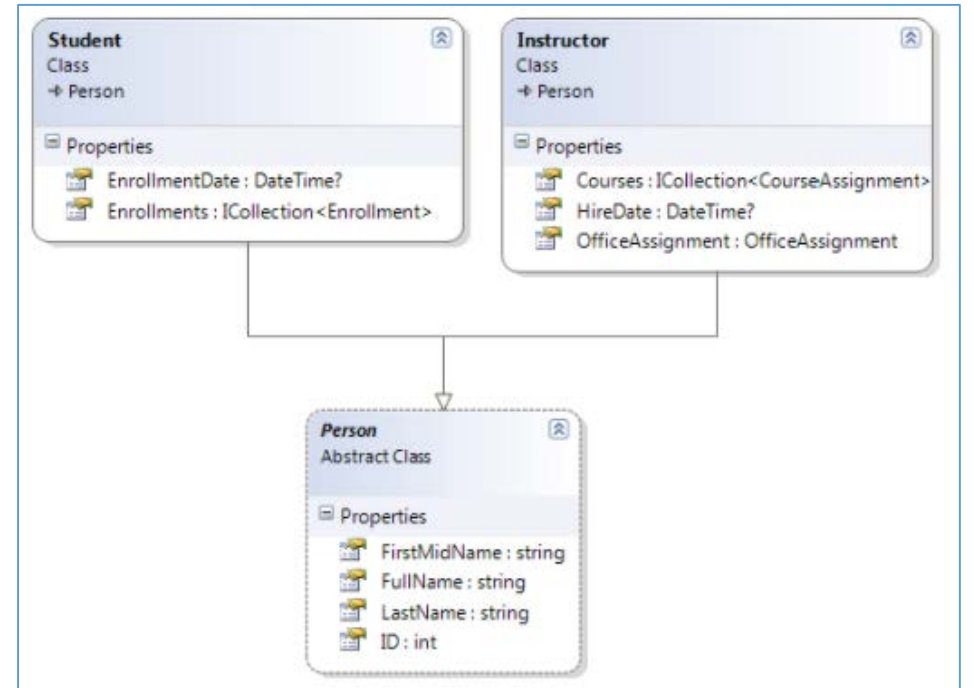 Student
Class
→ Person
Properties
EnrollmentDate : DateTime?
Enrollments : ICollection<Enrollment>
Instructor
Class
→ Person
Properties
Courses : ICollection<CourseAssignment>
HireDate : DateTime?
OfficeAssignment : OfficeAssignment
Person
Abstract Class
Properties
FirstMidName : string
FullName : string
LastName : string
ID : int